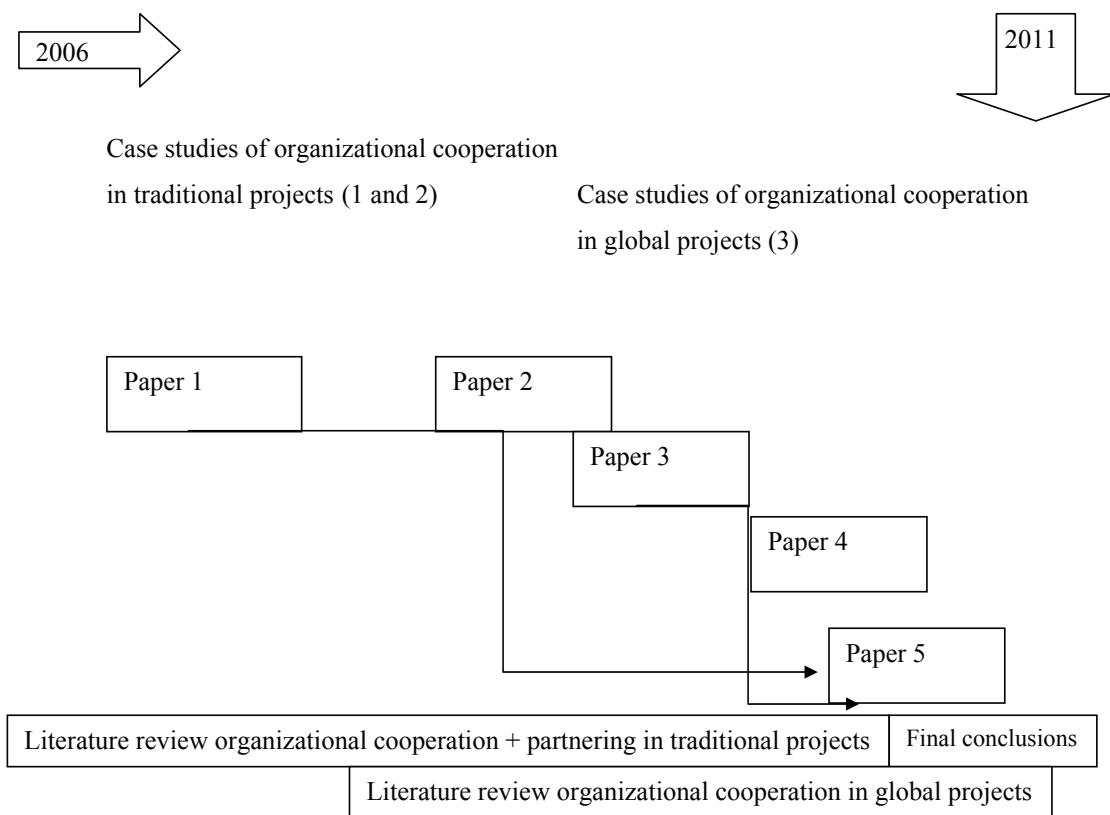 2006
2011
Case studies of organizational cooperation
in traditional projects (1 and 2)
Case studies of organizational cooperation
in global projects (3)
Paper 1
Paper 2
Paper 3
Paper 4
Paper 5
Literature review organizational cooperation + partnering in traditional projects
Final conclusions
Literature review organizational cooperation in global projects